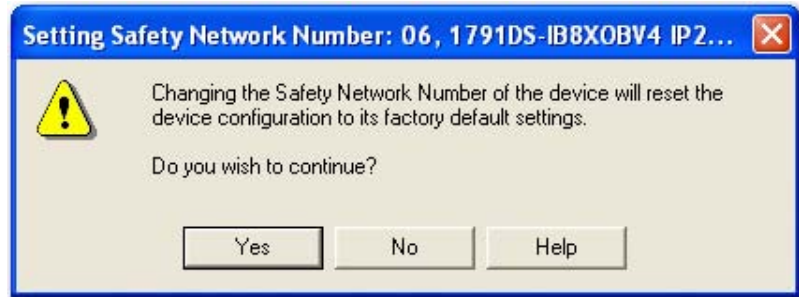 Setting Safety Network Number: 06, 1791DS-IB8XOBV4 IP2...
Changing the Safety Network Number of the device will reset the
device configuration to its factory default settings.
Do you wish to continue?
Yes
No
Help